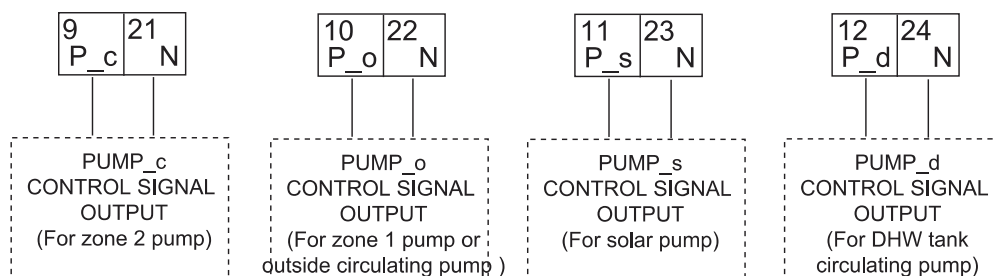 9 21
P_c N
PUMP_c
CONTROL SIGNAL
OUTPUT
(For zone 2 pump)
10 22
P_o N
PUMP_o
CONTROL SIGNAL
OUTPUT
(For zone 1 pump or
outside circulating pump )
11 23
P_s N
PUMP_s
CONTROL SIGNAL
OUTPUT
(For solar pump)
12 24
P_d N
PUMP_d
CONTROL SIGNAL
OUTPUT
(For DHW tank
circulating pump)